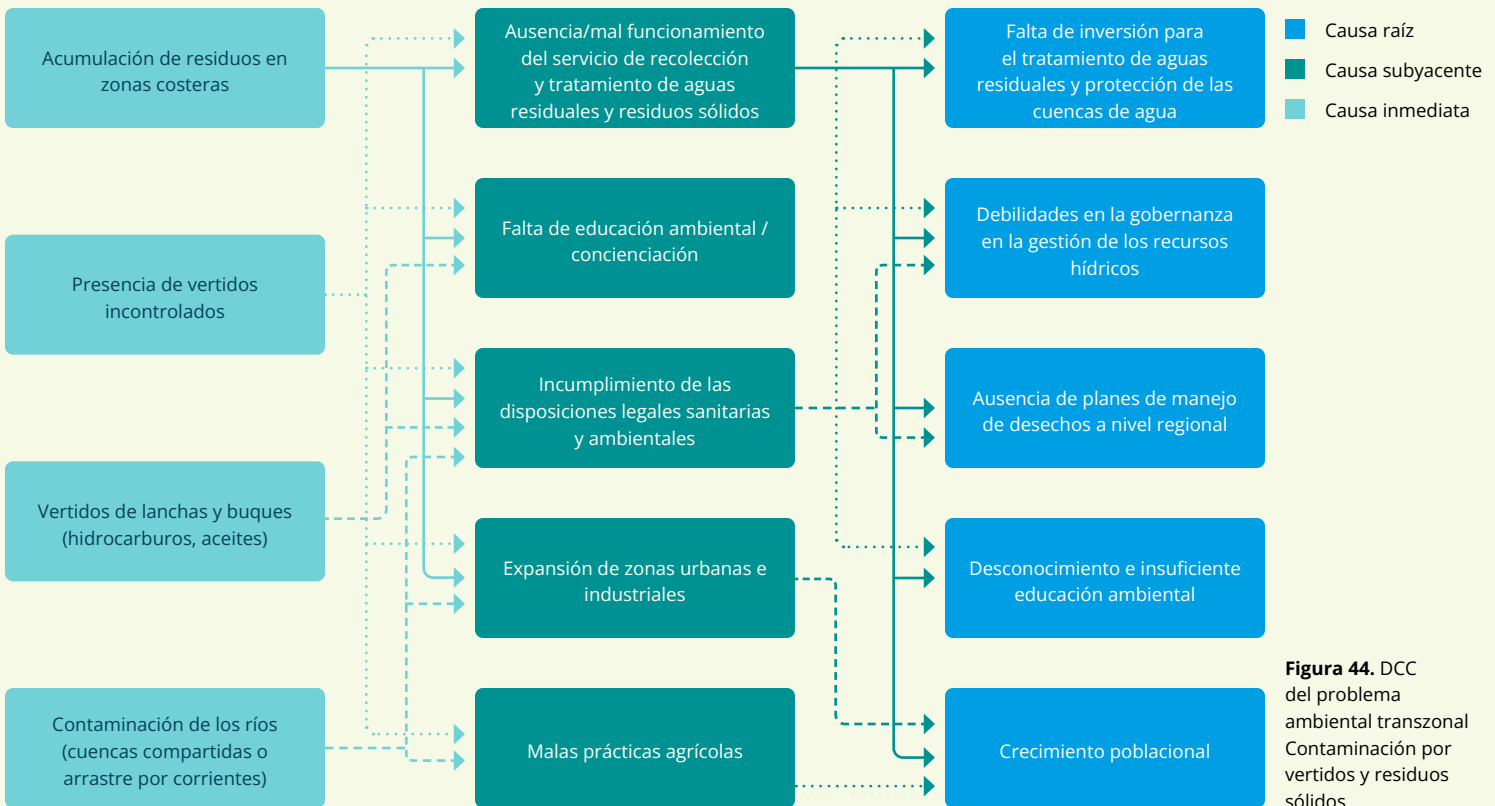 Acumulación de residuos en
zonas costeras
Presencia de vertidos
incontrolados
Vertidos de lanchas y buques
(hidrocarburos, aceites)
Contaminación de los ríos
(cuencas compartidas o
arrastre por corrientes)
Ausencia/mal funcionamiento
del servicio de recolección
y tratamiento de aguas
residuales y residuos sólidos
Falta de educación ambiental /
concienciación
Incumplimiento de las
disposiciones legales sanitarias
y ambientales
Expansión de zonas urbanas e
industriales
Malas prácticas agrícolas
Falta de inversión para
el tratamiento de aguas
residuales y protección de las
cuencas de agua
Debilidades en la gobernanza
en la gestión de los recursos
hídricos
Ausencia de planes de manejo
de desechos a nivel regional
Desconocimiento e insuficiente
educación ambiental
Crecimiento poblacional
Causa raíz
Causa subyacente
Causa inmediata
Figura 44. DCC
del problema
ambiental transzonal
Contaminación por
vertidos y residuos
sólidos